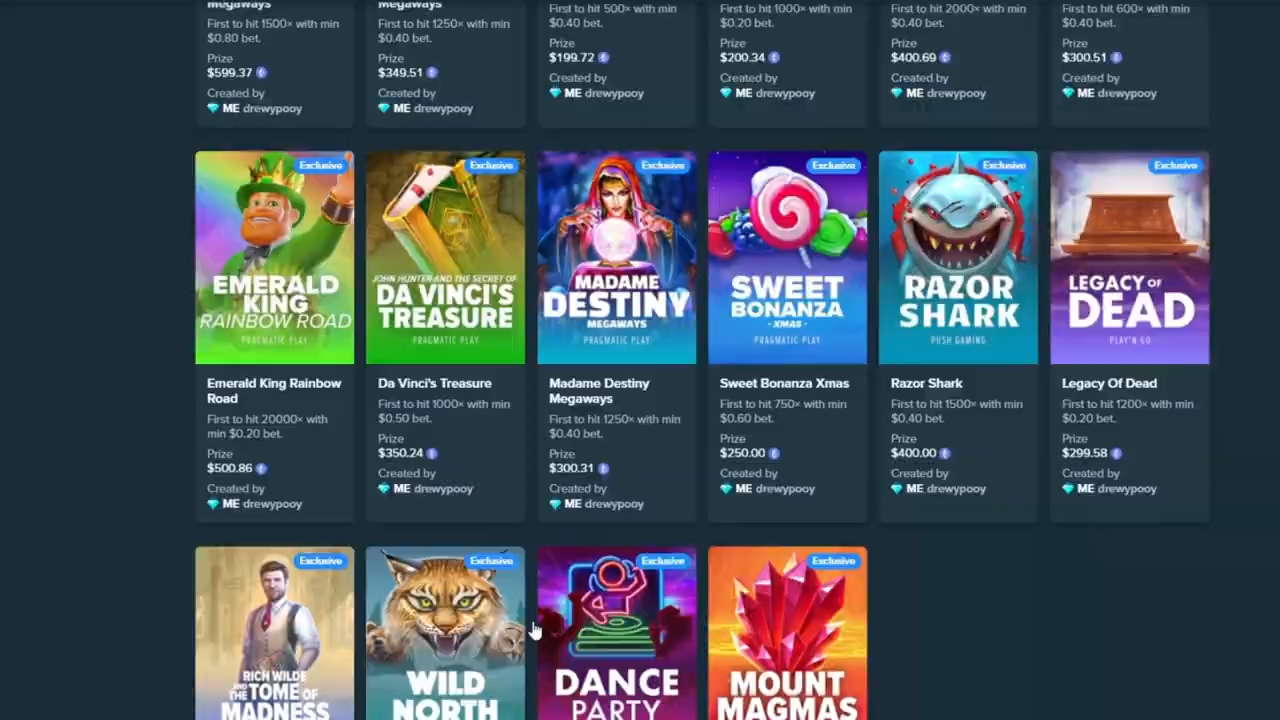 Megaways
First to hit 1500× with min
$0.80 bet.
Prize
$599.37
Created by
ME drewypooy
Megaways
First to hit 1250× with min
$0.40 bet.
Prize
$349.51
Created by
ME drewypooy
First to hit 500× with min
$0.40 bet.
Prize
$199.72
Created by
ME drewypooy
First to hit 1000× with min
$0.20 bet.
Prize
$200.34
Created by
ME drewypooy
First to hit 2000× with min
$0.40 bet.
Prize
$400.69
Created by
ME drewypooy
First to hit 600× with min
$0.40 bet.
Prize
$300.51
Created by
ME drewypooy
Exclusive
EMERALD
KING
RAINBOW ROAD
PRAGMATIC PLAY
Emerald King Rainbow
Road
First to hit 20000× with
min $0.20 bet.
Prize
$500.86
Created by
ME drewypooy
Exclusive
JOHN HUNTER AND THE SECRET OF
DA VINCI'S
TREASURE
PRAGMATIC PLAY
Da Vinci's Treasure
First to hit 1000× with min
$0.50 bet.
Prize
$350.24
Created by
ME drewypooy
Exclusive
MADAME
DESTINY
MEGAWAYS
PRAGMATIC PLAY
Madame Destiny
Megaways
First to hit 1250× with min
$0.40 bet.
Prize
$300.31
Created by
ME drewypooy
Exclusive
SWEET
BONANZA
- XMAS -
PRAGMATIC PLAY
Sweet Bonanza Xmas
First to hit 750× with min
$0.60 bet.
Prize
$250.00
Created by
ME drewypooy
Exclusive
RAZOR
SHARK
PUSH GAMING
Razor Shark
First to hit 1500× with min
$0.40 bet.
Prize
$400.00
Created by
ME drewypooy
Exclusive
LEGACY OF
DEAD
PLAY'N GO
Legacy Of Dead
First to hit 1200× with min
$0.20 bet.
Prize
$299.58
Created by
ME drewypooy
Exclusive
RICH WILDE
AND THE TOME OF
MADNESS
Exclusive
WILD
NORTH
Exclusive
DANCE
PARTY
Exclusive
MOUNT
MAGMAS